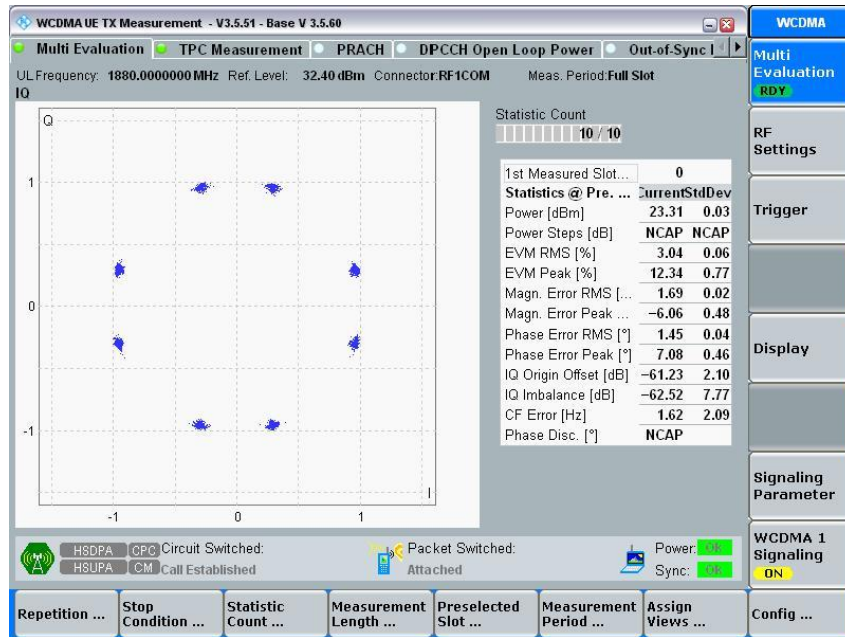 WCDMA UE TX Measurement - V3.5.51 - Base V 3.5.60
WCDMA
Multi Evaluation TPC Measurement PRACH DPCCH Open Loop Power Out-of-Sync
UL Frequency: 1880.0000000 MHz Ref. Level: 32.40 dBm Connector: RF1COM Meas. Period: Full Slot
IQ
Q
1
0
-1
-1 0 1
I
Statistic Count
10 / 10
1st Measured Slot... 0
Statistics @ Pre. ... Current StdDev
Power [dBm] 23.31 0.03
Power Steps [dB] NCAP NCAP
EVM RMS [%] 3.04 0.06
EVM Peak [%] 12.34 0.77
Magn. Error RMS [... 1.69 0.02
Magn. Error Peak ... −6.06 0.48
Phase Error RMS [°] 1.45 0.04
Phase Error Peak [°] 7.08 0.46
IQ Origin Offset [dB] −61.23 2.10
IQ Imbalance [dB] −62.52 7.77
CF Error [Hz] 1.62 2.09
Phase Disc. [°] NCAP
HSDPA CPC Circuit Switched: Packet Switched: Power: OK
HSUPA CM Call Established Attached Sync: OK
Multi
Evaluation
RDY
RF
Settings
Trigger
Display
Signaling
Parameter
WCDMA 1
Signaling
ON
Repetition ...
Stop
Condition ...
Statistic
Count ...
Measurement
Length ...
Preselected
Slot ...
Measurement
Period ...
Assign
Views ...
Config ...